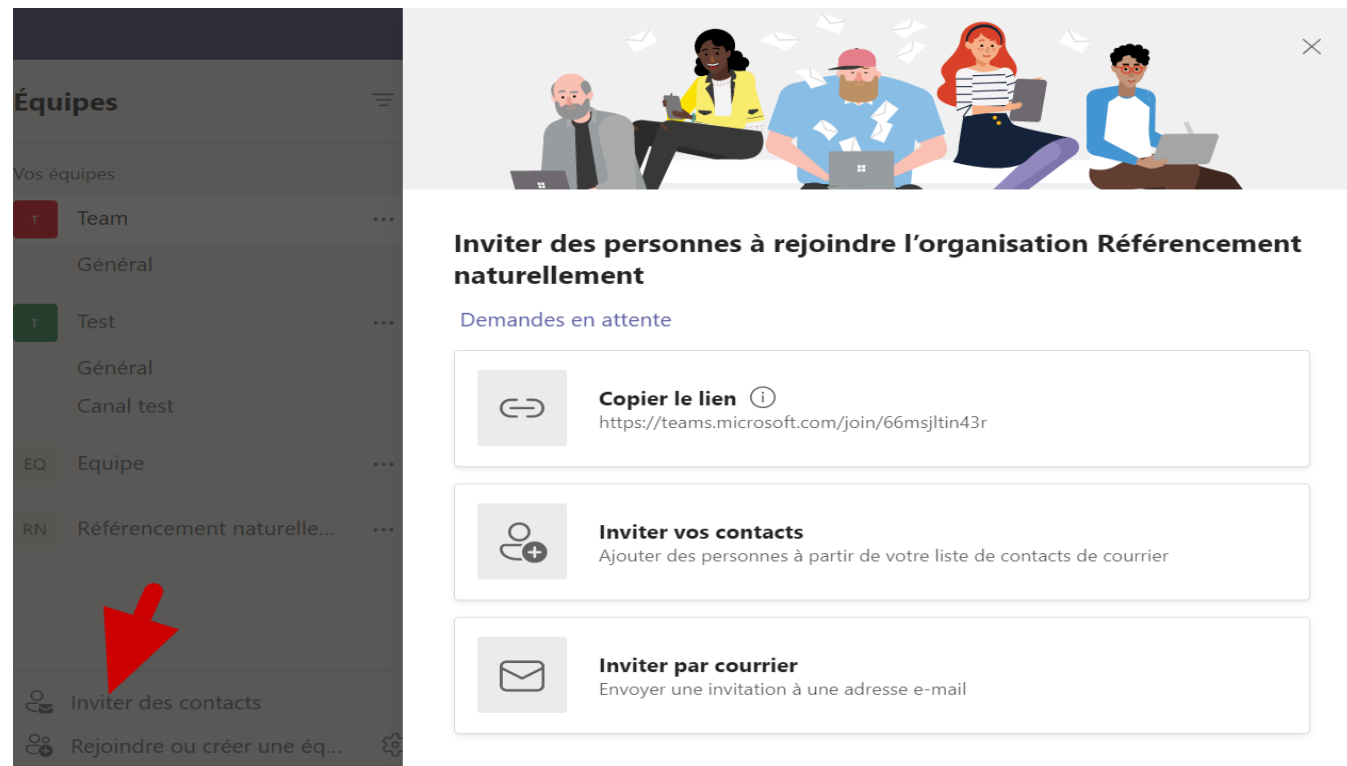 Équipes
Vos équipes
T Team
Général
T Test
Général
Canal test
EQ Equipe
RN Référencement naturelle...
Inviter des contacts
Rejoindre ou créer une éq...
Inviter des personnes à rejoindre l’organisation Référencement
naturellement
Demandes en attente
Copier le lien
https://teams.microsoft.com/join/66msjltin43r
Inviter vos contacts
Ajouter des personnes à partir de votre liste de contacts de courrier
Inviter par courrier
Envoyer une invitation à une adresse e-mail